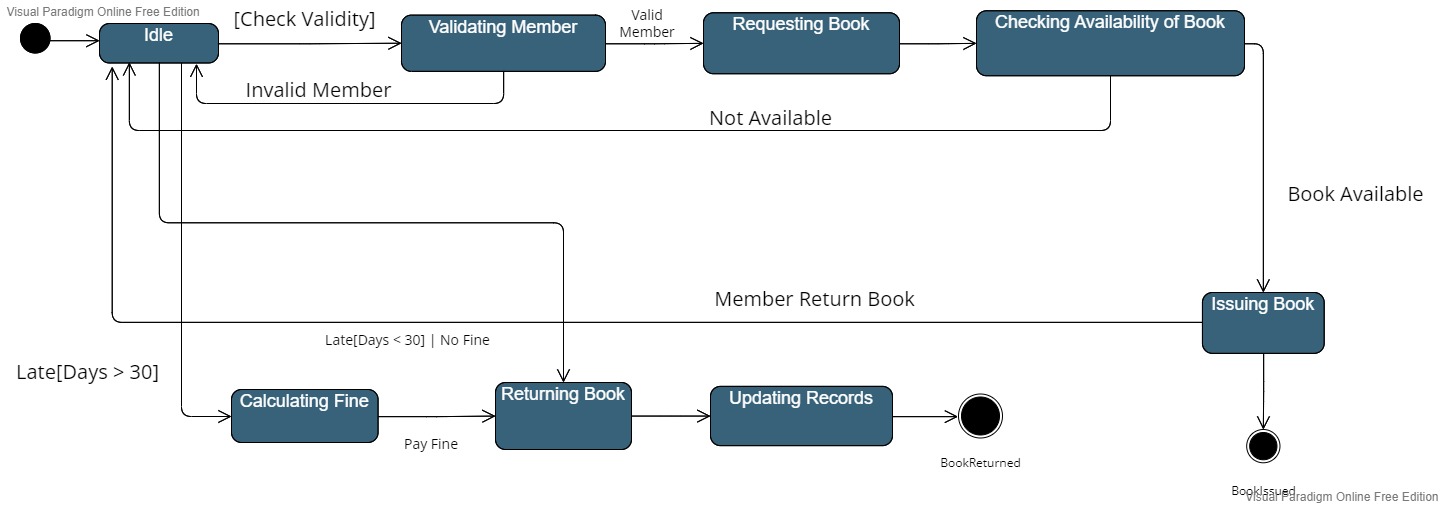 Visual Paradigm Online Free Edition
Idle
[Check Validity]
Validating Member
Valid
Member
Requesting Book
Checking Availability of Book
Invalid Member
Not Available
Book Available
Member Return Book
Issuing Book
Late[Days < 30] | No Fine
Late[Days > 30]
Calculating Fine
Pay Fine
Returning Book
Updating Records
BookReturned
BookIssued
Visual Paradigm Online Free Edition